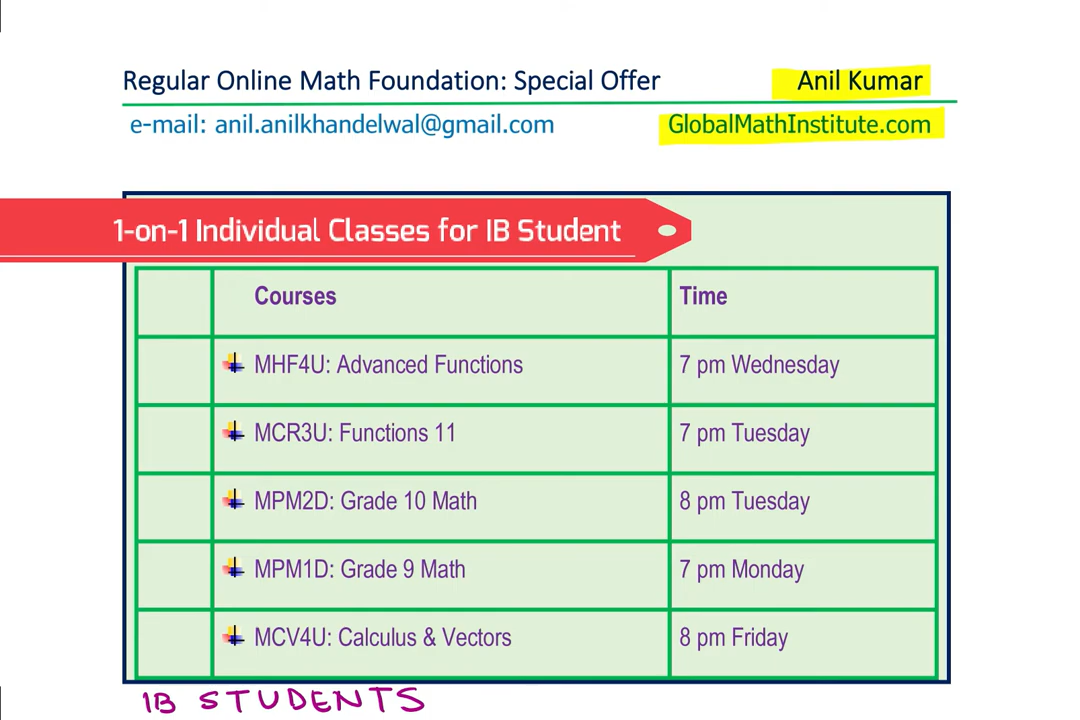 Regular Online Math Foundation: Special Offer Anil Kumar
e-mail: anil.anilkhandelwal@gmail.com GlobalMathInstitute.com
1-on-1 Individual Classes for IB Student
Courses Time
MHF4U: Advanced Functions 7 pm Wednesday
MCR3U: Functions 11 7 pm Tuesday
MPM2D: Grade 10 Math 8 pm Tuesday
MPM1D: Grade 9 Math 7 pm Monday
MCV4U: Calculus & Vectors 8 pm Friday
IB STUDENTS